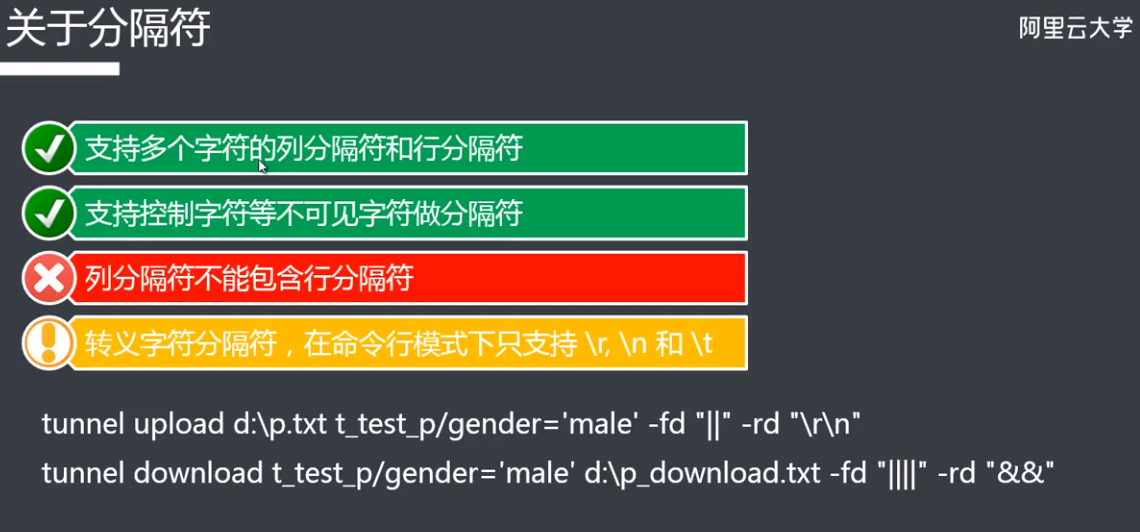 关于分隔符
阿里云大学
支持多个字符的列分隔符和行分隔符
支持控制字符等不可见字符做分隔符
列分隔符不能包含行分隔符
转义字符分隔符，在命令行模式下只支持 \r, \n 和 \t
tunnel upload d:\p.txt t_test_p/gender='male' -fd "||" -rd "\r\n"
tunnel download t_test_p/gender='male' d:\p_download.txt -fd "||||" -rd "&&"